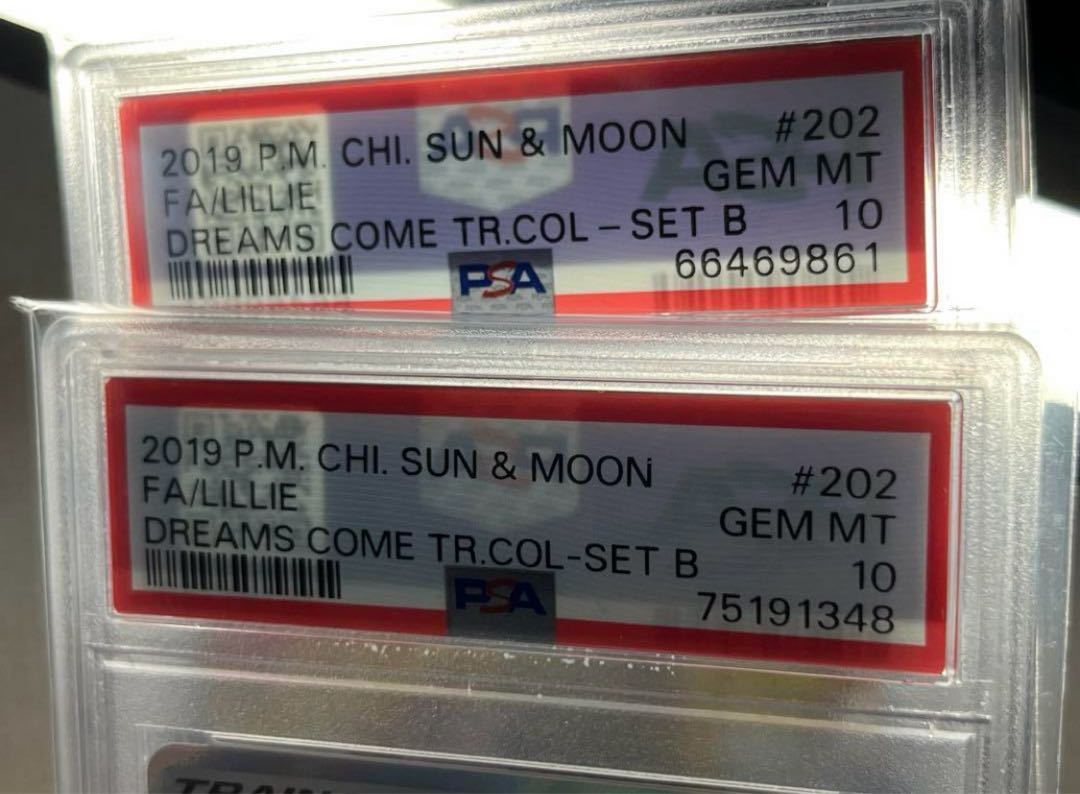 2019 P.M. CHI. SUN & MOON #202
FA/LILLIE GEM MT
DREAMS COME TR.COL - SET B 10
66469861
PSA
2019 P.M. CHI. SUN & MOON #202
FA/LILLIE GEM MT
DREAMS COME TR.COL-SET B 10
75191348
PSA